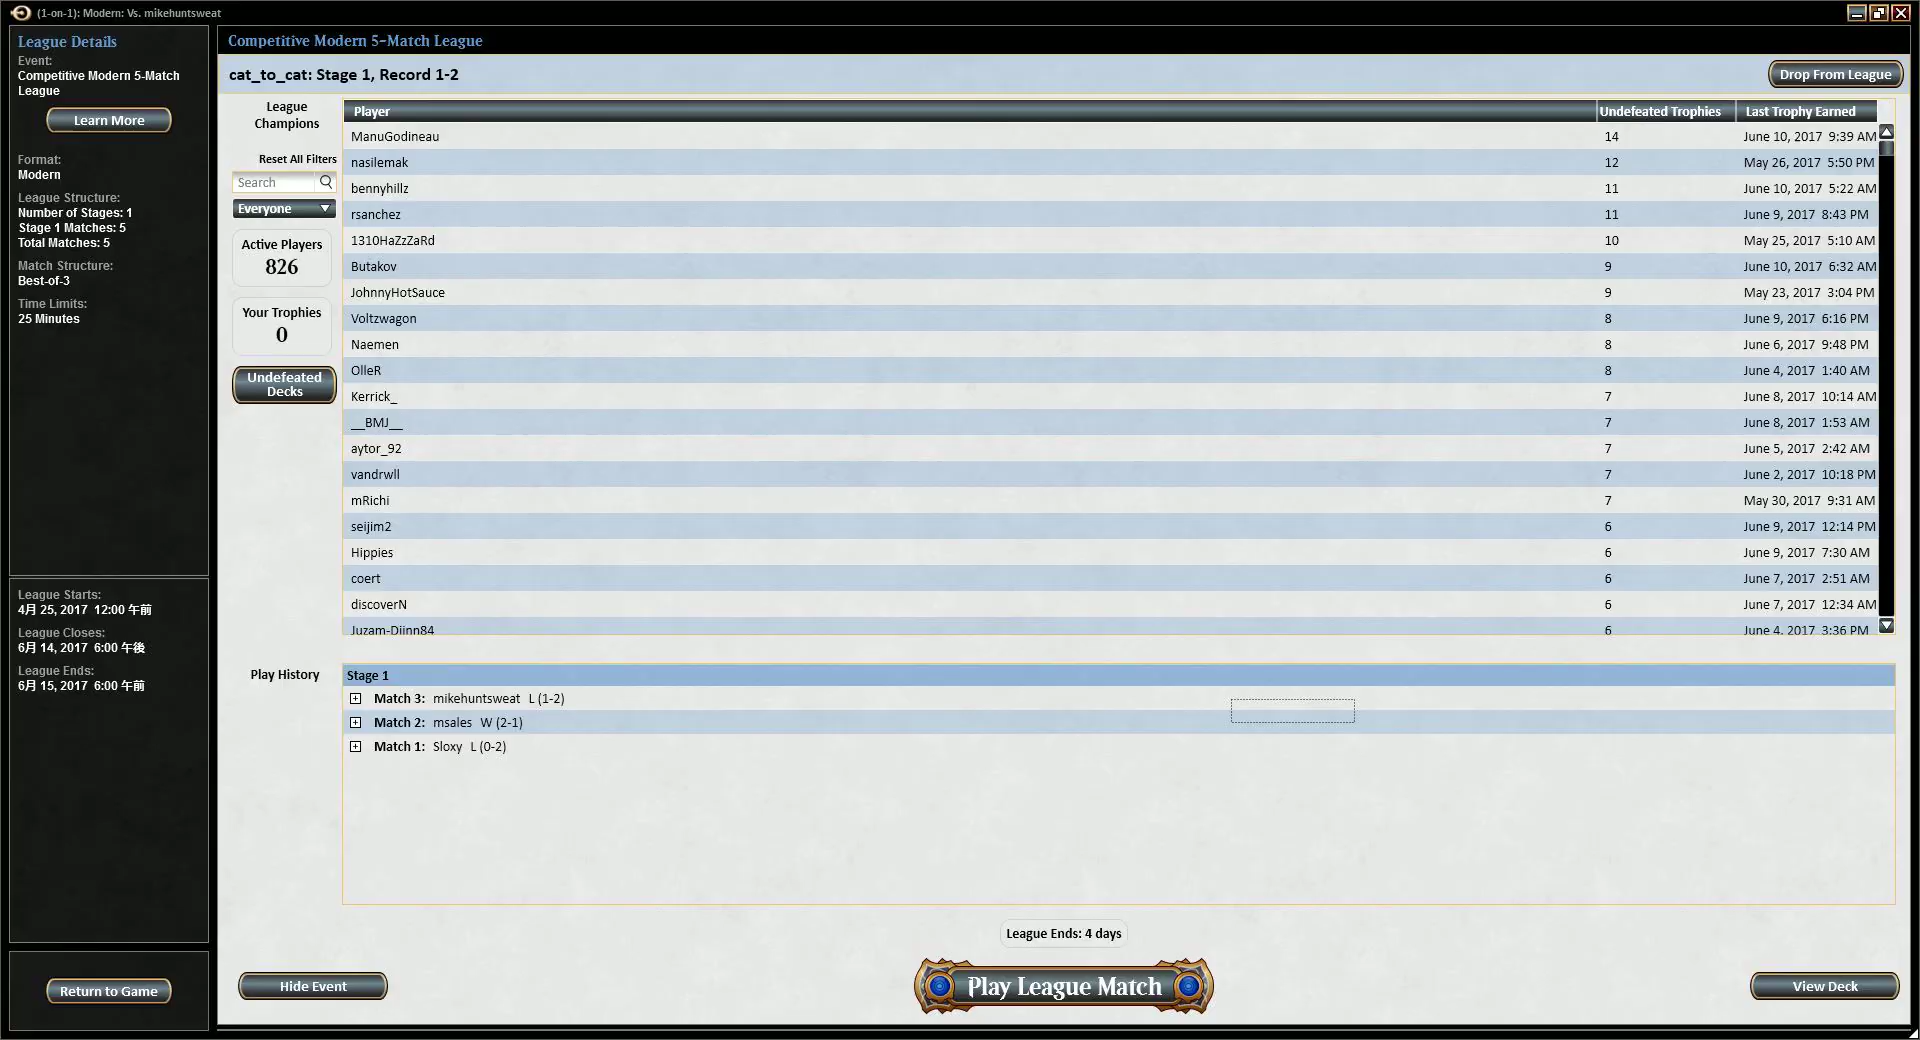 (1-on-1): Modern: Vs. mikehuntsweat
League Details
Event:
Competitive Modern 5-Match
League
Learn More
Format:
Modern
League Structure:
Number of Stages: 1
Stage 1 Matches: 5
Total Matches: 5
Match Structure:
Best-of-3
Time Limits:
25 Minutes
League Starts:
4月 25, 2017 12:00 午前
League Closes:
6月 14, 2017 6:00 午後
League Ends:
6月 15, 2017 6:00 午前
Return to Game
Competitive Modern 5-Match League
cat_to_cat: Stage 1, Record 1-2
Drop From League
League
Champions
Reset All Filters
Search
Everyone
Active Players
826
Your Trophies
0
Undefeated
Decks
Player Undefeated Trophies Last Trophy Earned
ManuGodineau 14 June 10, 2017 9:39 AM
nasilemak 12 May 26, 2017 5:50 PM
bennyhillz 11 June 10, 2017 5:22 AM
rsanchez 11 June 9, 2017 8:43 PM
1310HaZzZaRd 10 May 25, 2017 5:10 AM
Butakov 9 June 10, 2017 6:32 AM
JohnnyHotSauce 9 May 23, 2017 3:04 PM
Voltzwagon 8 June 9, 2017 6:16 PM
Naemen 8 June 6, 2017 9:48 PM
OlleR 8 June 4, 2017 1:40 AM
Kerrick_ 7 June 8, 2017 10:14 AM
__BMJ__ 7 June 8, 2017 1:53 AM
aytor_92 7 June 5, 2017 2:42 AM
vandrwll 7 June 2, 2017 10:18 PM
mRichi 7 May 30, 2017 9:31 AM
seijim2 6 June 9, 2017 12:14 PM
Hippies 6 June 9, 2017 7:30 AM
coert 6 June 7, 2017 2:51 AM
discoverN 6 June 7, 2017 12:34 AM
Juzam-Djinn84 6 June 4, 2017 3:36 PM
Play History
Stage 1
Match 3: mikehuntsweat L (1-2)
Match 2: msales W (2-1)
Match 1: Sloxy L (0-2)
League Ends: 4 days
Hide Event
Play League Match
View Deck